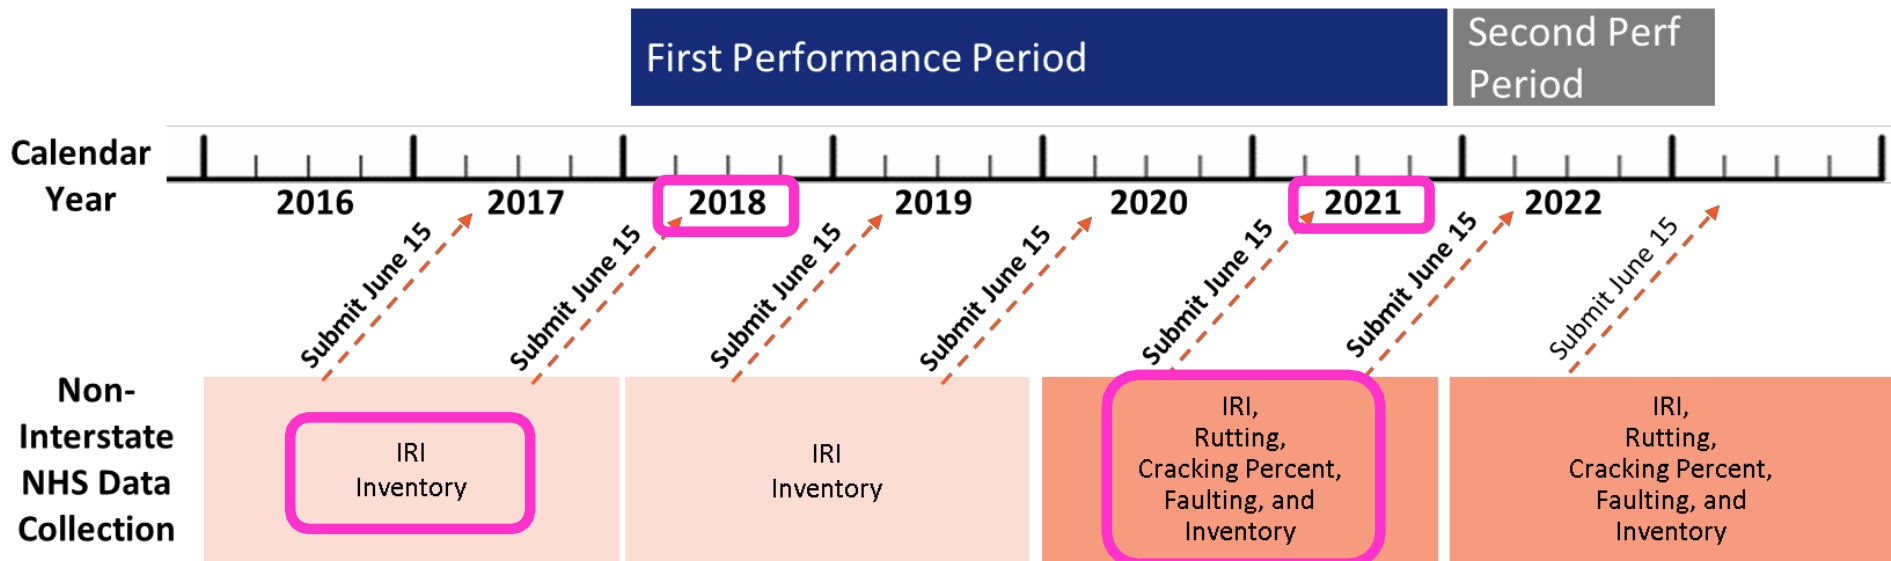 First Performance Period
Second Perf
Period
Calendar
Year
2016
2017
2018
2019
2020
2021
2022
Submit June 15
Submit June 15
Submit June 15
Submit June 15
Submit June 15
Submit June 15
Submit June 15
Non-
Interstate
NHS Data
Collection
IRI
Inventory
IRI
Inventory
IRI,
Rutting,
Cracking Percent,
Faulting, and
Inventory
IRI,
Rutting,
Cracking Percent,
Faulting, and
Inventory